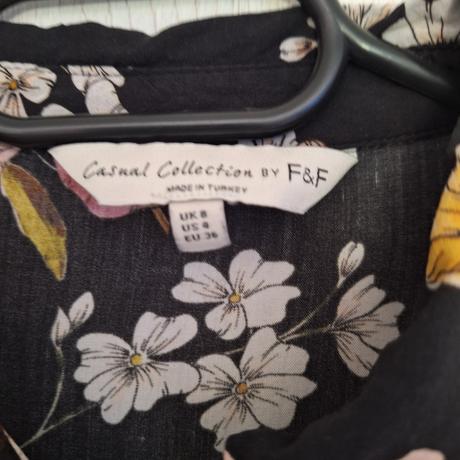 Casual Collection BY F&F
MADE IN TURKEY
UK 8
US 4
EU 36